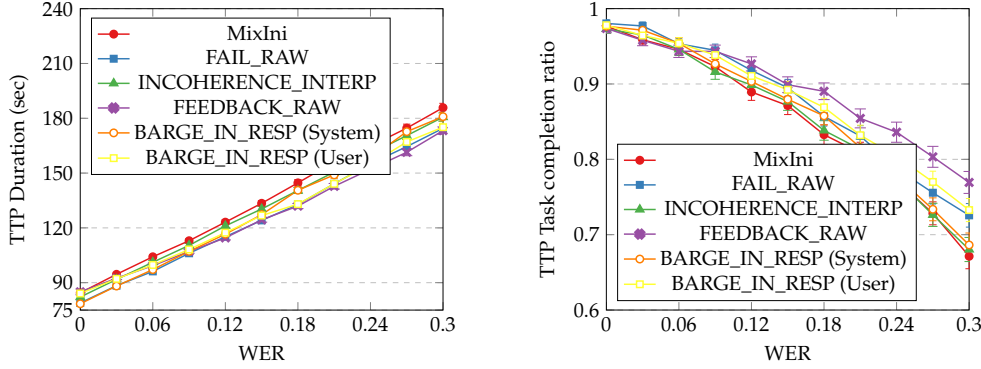 240
210
180
150
120
90
75
0
0.06
0.12
0.18
0.24
0.3
TTP Duration (sec)
WER
MixIni
FAIL_RAW
INCOHERENCE_INTERP
FEEDBACK_RAW
BARGE_IN_RESP (System)
BARGE_IN_RESP (User)
1
0.9
0.8
0.7
0.6
0
0.06
0.12
0.18
0.24
0.3
TTP Task completion ratio
WER
MixIni
FAIL_RAW
INCOHERENCE_INTERP
FEEDBACK_RAW
BARGE_IN_RESP (System)
BARGE_IN_RESP (User)